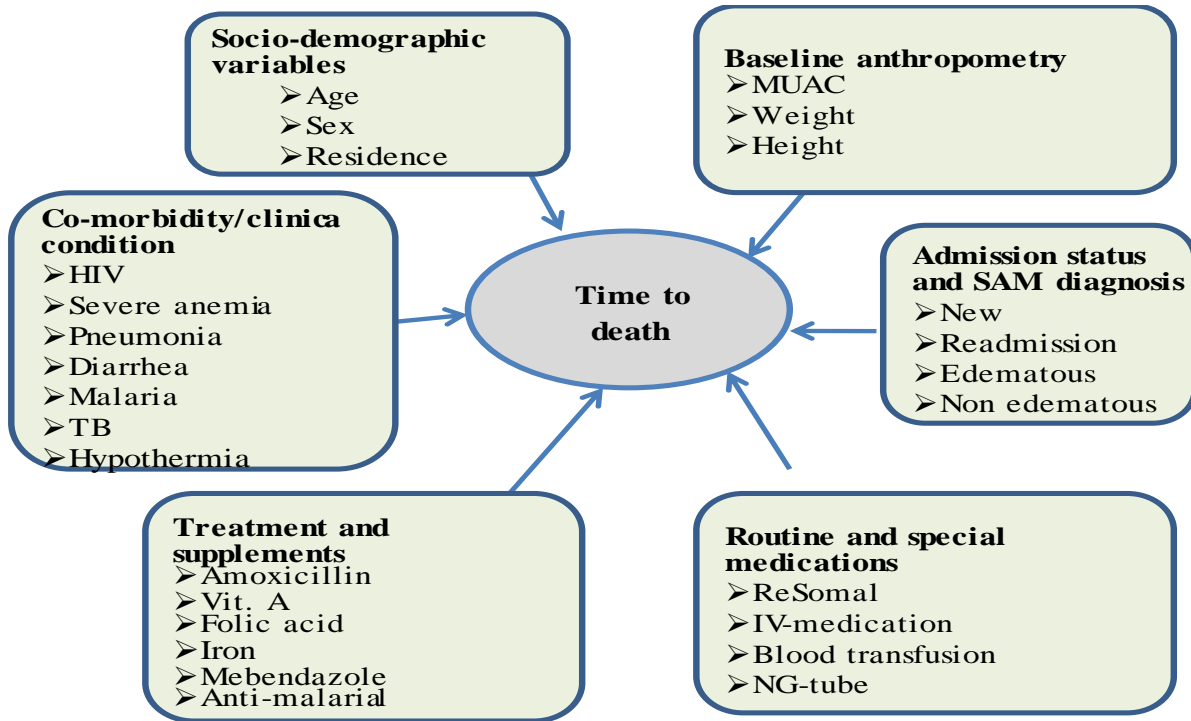 Socio-demographic
variables
➢Age
➢Sex
➢Residence
Baseline anthropometry
➢MUAC
➢Weight
➢Height
Co-morbidity/clinica
condition
➢HIV
➢Severe anemia
➢Pneumonia
➢Diarrhea
➢Malaria
➢TB
➢Hypothermia
Time to
death
Admission status
and SAM diagnosis
➢New
➢Readmission
➢Edematous
➢Non edematous
Treatment and
supplements
➢Amoxicillin
➢Vit. A
➢Folic acid
➢Iron
➢Mebendazole
➢Anti-malarial
Routine and special
medications
➢ReSomal
➢IV-medication
➢Blood transfusion
➢NG-tube